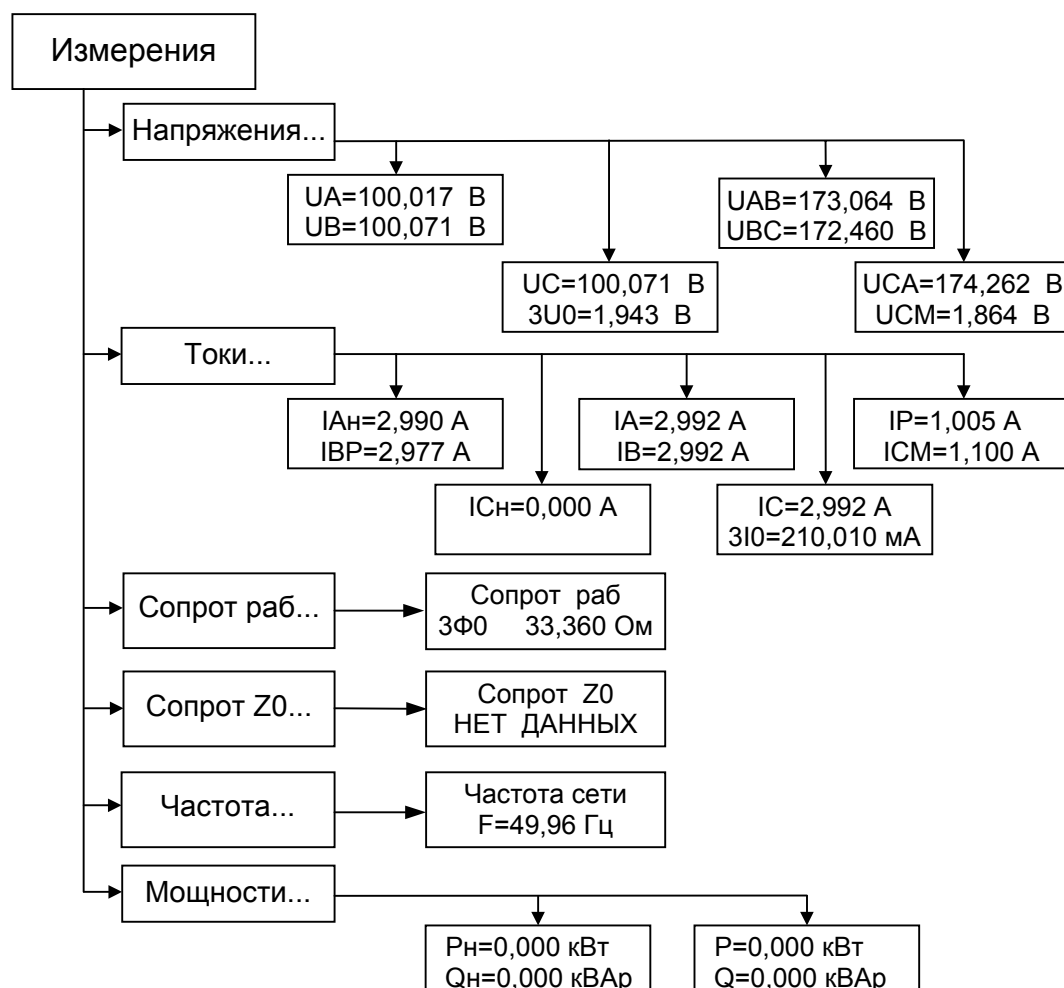 Измерения
Напряжения...
UA=100,017 В
UB=100,071 В
UC=100,071 В
3U0=1,943 В
UAB=173,064 В
UBC=172,460 В
UCA=174,262 В
UCM=1,864 В
Токи...
IАн=2,990 А
IВР=2,977 А
ICн=0,000 А
IA=2,992 А
IB=2,992 А
IC=2,992 А
3I0=210,010 мА
IP=1,005 А
ICM=1,100 А
Сопрот раб...
Сопрот раб
3Ф0 33,360 Ом
Сопрот Z0...
Сопрот Z0
НЕТ ДАННЫХ
Частота...
Частота сети
F=49,96 Гц
Мощности...
Рн=0,000 кВт
Qн=0,000 кВАр
Р=0,000 кВт
Q=0,000 кВАр